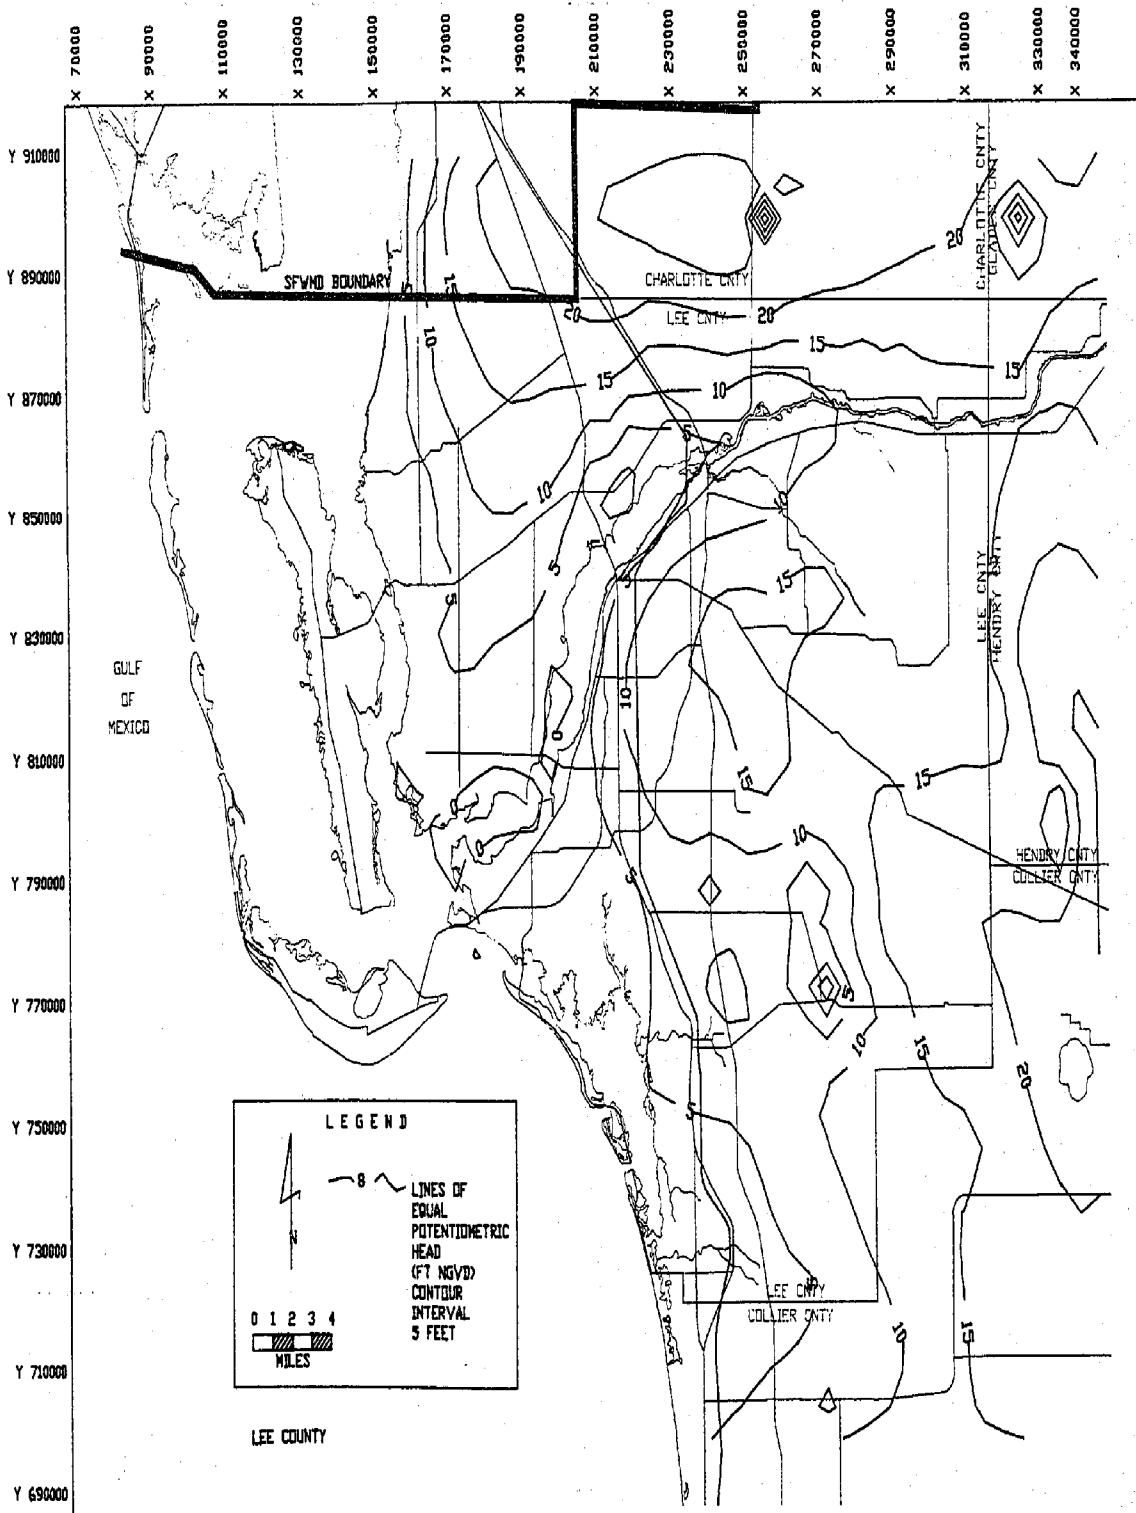 x 70000
x 90000
x 110000
x 130000
x 150000
x 170000
x 190000
x 210000
x 230000
x 250000
x 270000
x 290000
x 310000
x 330000
x 340000
Y 910000
Y 890000
Y 870000
Y 850000
Y 830000
Y 810000
Y 790000
Y 770000
Y 750000
Y 730000
Y 710000
Y 690000
CHARLOTTE CNTY
GLADES CNTY
20
15
SFWMD BOUNDARY
CHARLOTTE CNTY
LEE CNTY
20
20
5
10
15
15
15
10
5
10
10
5
5
5
15
LEE CNTY
HENDRY CNTY
GULF
OF
MEXICO
10
0
15
15
0
0
10
5
HENDRY CNTY
COLLIER CNTY
5
10
15
20
5
5
LEE CNTY
COLLIER CNTY
10
15
LEGEND
8
LINES OF
EQUAL
POTENTIOMETRIC
HEAD
(FT NGVD)
CONTOUR
INTERVAL
5 FEET
N
0 1 2 3 4
MILES
LEE COUNTY